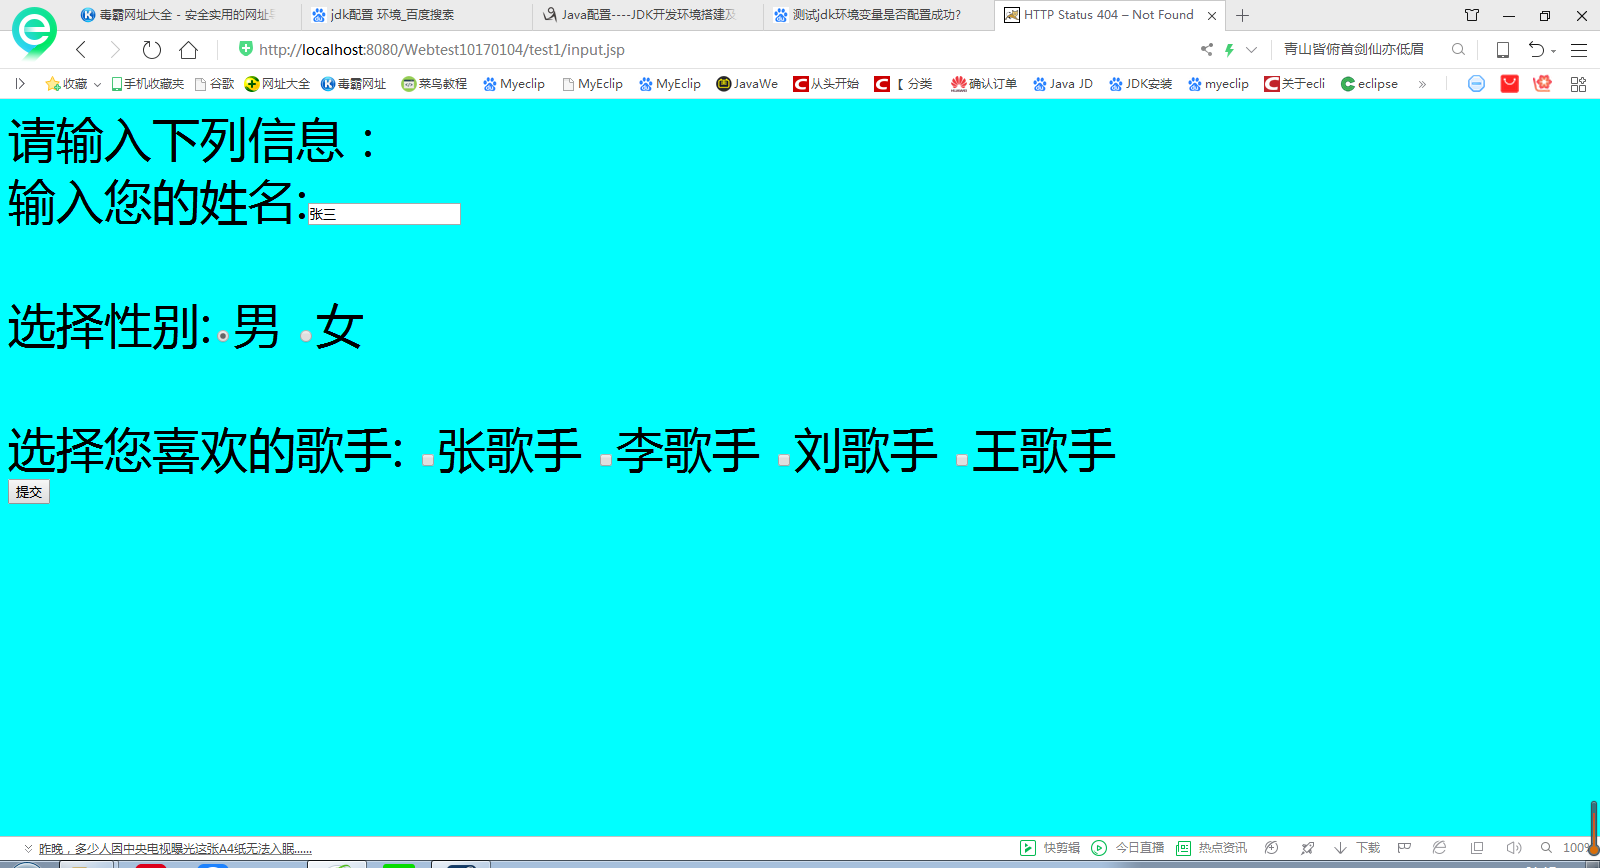 毒霸网址大全 - 安全实用的网址导
jdk配置 环境_百度搜索
Java配置----JDK开发环境搭建及
测试jdk环境变量是否配置成功?
HTTP Status 404 – Not Found
http://localhost:8080/Webtest10170104/test1/input.jsp
青山皆俯首剑仙亦低眉
收藏 手机收藏夹 谷歌 网址大全 毒霸网址 菜鸟教程 Myeclip MyEclip MyEclip JavaWe 从头开始 【 分类 确认订单 Java JD JDK安装 myeclip 关于ecli eclipse »
请输入下列信息：
输入您的姓名:张三
选择性别: 男 女
选择您喜欢的歌手: 张歌手 李歌手 刘歌手 王歌手
提交
昨晚，多少人因中央电视曝光这张A4纸无法入眠......
快剪辑 今日直播 热点资讯 下载 100%